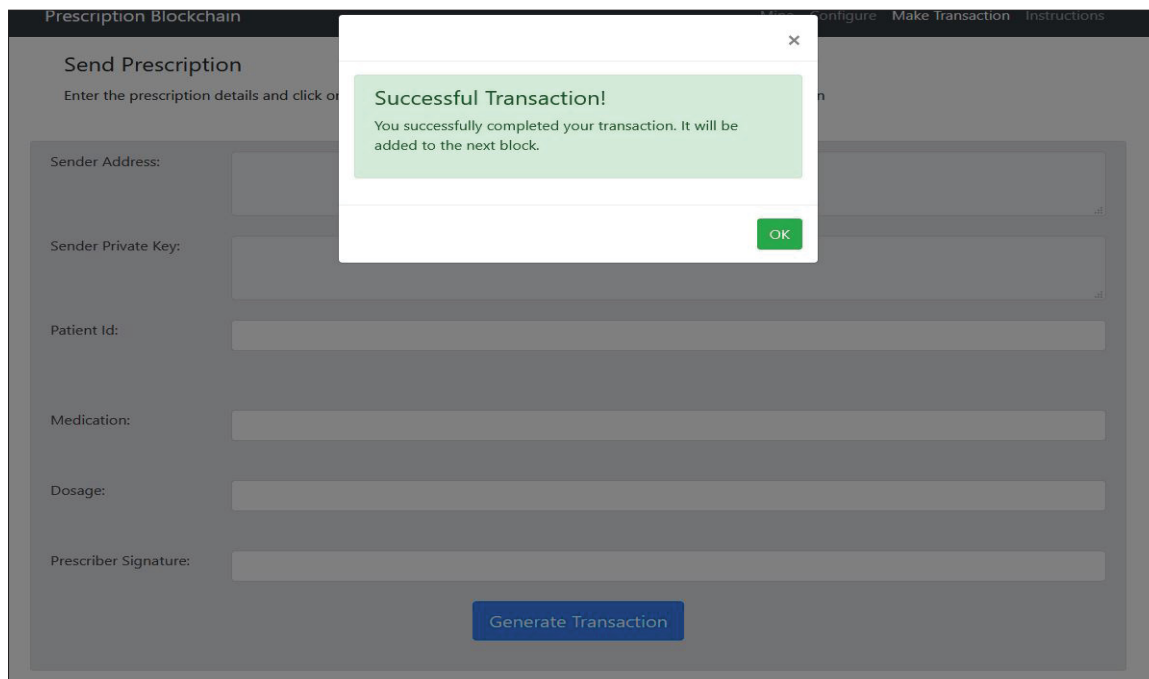 Prescription Blockchain
Configure Make Transaction Instructions
×
Send Prescription
Enter the prescription details and click
Successful Transaction!
You successfully completed your transaction. It will be
added to the next block.
OK
Sender Address:
Sender Private Key:
Patient Id:
Medication:
Dosage:
Prescriber Signature:
Generate Transaction